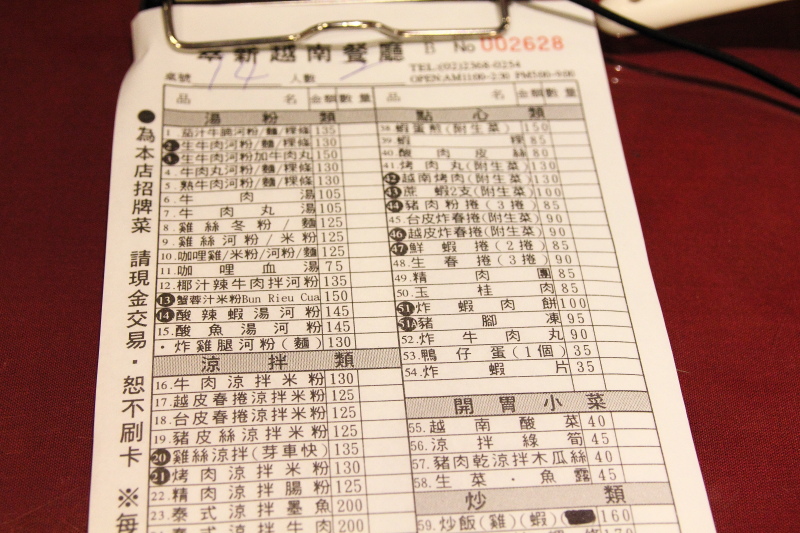 翠新越南餐廳 B No 002628
TEL:(02)2368-0254
桌號 14 人數 OPEN:AM11:00-2:30 PM5:00-9:00
品名 金額 數量
湯粉類
1 茄汁牛腩河粉/麵/粿條 135
2 生牛肉河粉/麵/粿條 130
3 生牛肉河粉加牛肉丸 150
4 牛肉丸河粉/麵/粿條 130
5 熟牛肉河粉/麵/粿條 130
6. 牛肉湯 105
7. 牛肉丸湯 105
8. 雞絲冬粉/麵 125
9. 雞絲河粉/米粉 125
10. 咖哩雞/米粉/河粉/麵 125
11. 咖哩血湯 75
12. 椰汁辣牛肉拌河粉 135
13 蟹蓉汁米粉Bun Rieu Cua 150
14 酸辣蝦湯河粉 145
15. 酸魚湯河粉 145
· 炸雞腿河粉(麵) 130
涼拌類
16. 牛肉涼拌米粉 130
17. 越皮春捲涼拌米粉 125
18. 台皮春捲涼拌米粉 125
19. 豬皮絲涼拌米粉 125
20 雞絲涼拌(芽車快) 135
21 烤肉涼拌米粉 130
22. 精肉涼拌腸粉 125
23. 泰式涼拌墨魚 200
泰式涼拌牛肉 200
品名 金額 數量
點心類
38. 蝦蛋煎(附生菜) 150
39. 蝦粿 85
40. 酸肉皮絲 80
41. 烤肉丸(附生菜) 130
42 越南烤肉(附生菜) 130
43 蔗蝦2支(附生菜) 100
44 豬肉粉捲(3捲) 85
45. 台皮炸春捲(附生菜) 90
46 越皮炸春捲(附生菜) 90
47 鮮蝦捲(2捲) 85
48. 生春捲(3捲) 90
49. 精肉團 85
50. 玉桂肉 85
51 炸蝦肉餅 100
51A 豬腳凍 95
52. 炸牛肉丸 90
53. 鴨仔蛋(1個) 35
54. 炸蝦片 35
開胃小菜
55. 越南酸菜 40
56. 涼拌綠筍 45
57. 豬肉乾涼拌木瓜絲 40
58. 生菜·魚露 45
炒類
59. 炒飯(雞)(蝦) 160
170
●為本店招牌菜 請現金交易·恕不刷卡 ※每